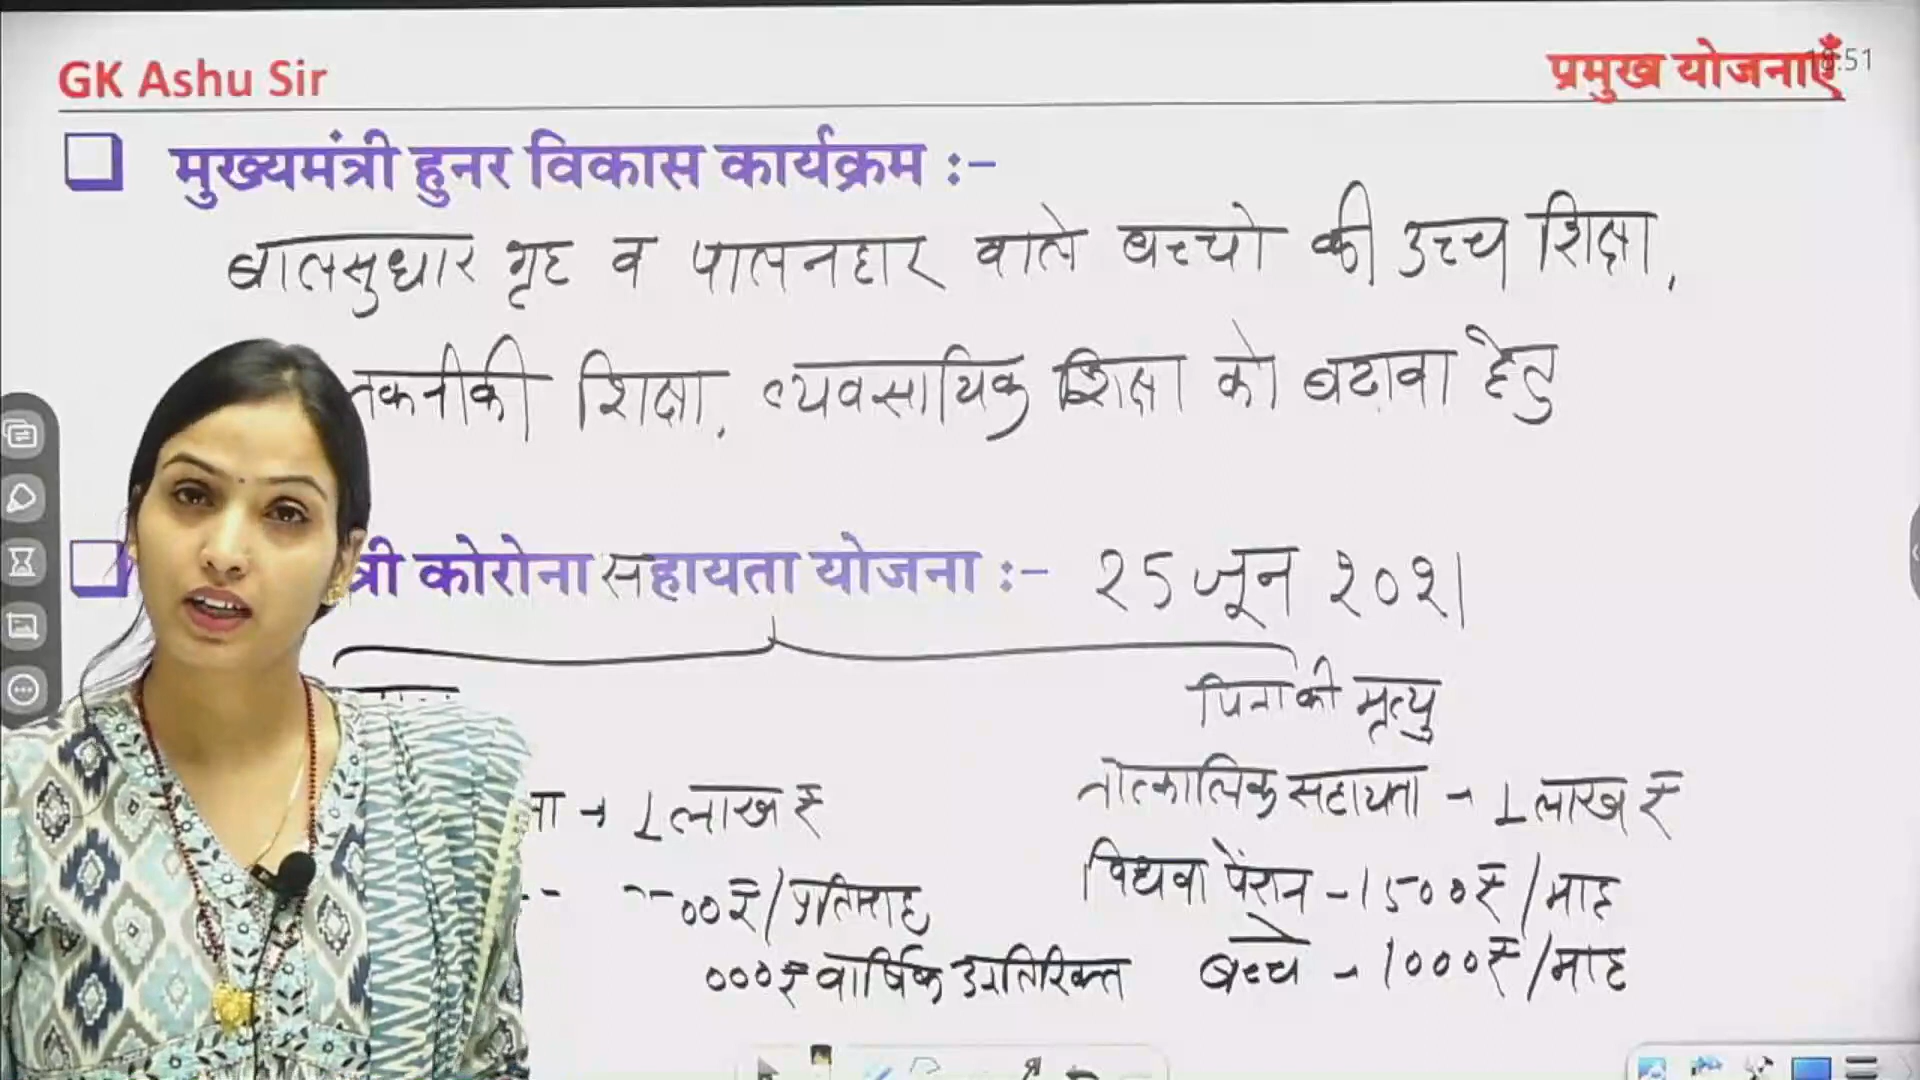 GK Ashu Sir
प्रमुख योजनाएँ
:51
मुख्यमंत्री हुनर विकास कार्यक्रम :-
बालसुधार गृह व पालनहार वाले बच्चो की उच्च शिक्षा,
तकनीकी शिक्षा, व्यवसायिक शिक्षा को बढावा हेतु
त्री कोरोना सहायता योजना :- 25 जून 2021
पिता की मृत्यु
ता → 1 लाख ₹
तात्कालिक सहायता - 1 लाख ₹
00₹/प्रतिमाह
विधवा पेंशन - 1500₹/माह
000₹ वार्षिक अतिरिक्त
बच्चे - 1000₹/माह